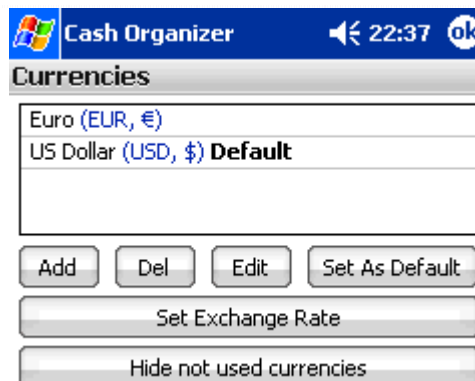 Cash Organizer 22:37 ok
Currencies
Euro (EUR, €)
US Dollar (USD, $) Default
Add Del Edit Set As Default
Set Exchange Rate
Hide not used currencies